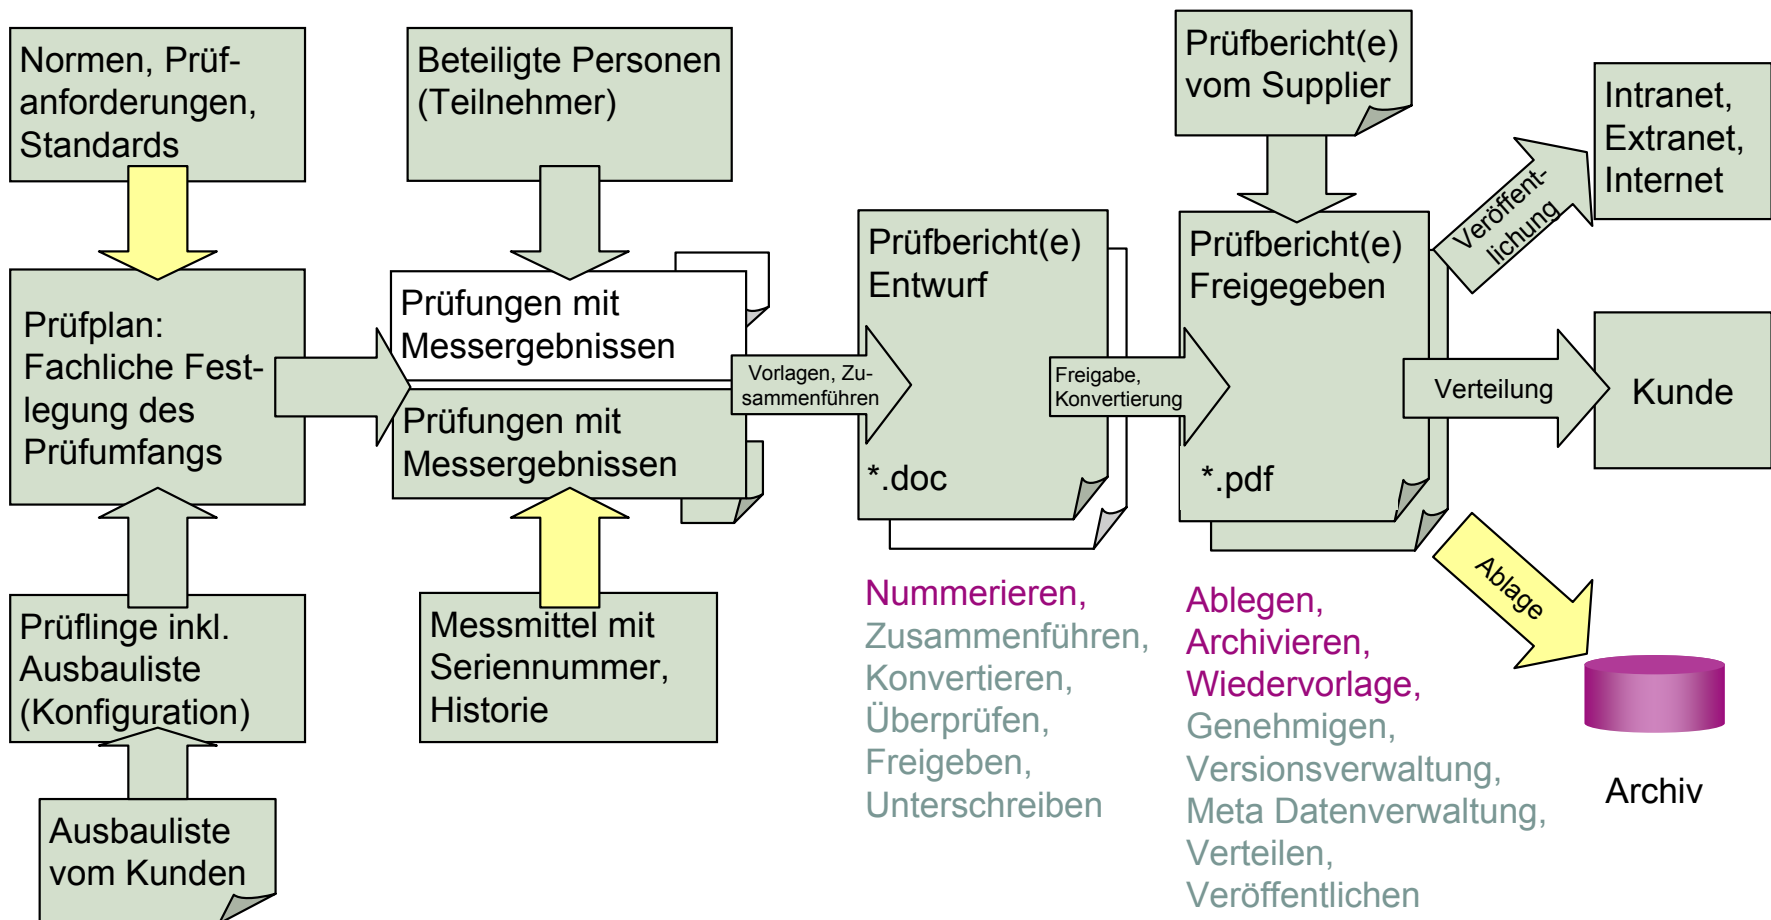 Normen, Prüf-
anforderungen,
Standards
Beteiligte Personen
(Teilnehmer)
Prüfbericht(e)
vom Supplier
Intranet,
Extranet,
Internet
Veröffent-
lichung
Prüfplan:
Fachliche Fest-
legung des
Prüfumfangs
Prüfungen mit
Messergebnissen
Prüfungen mit
Messergebnissen
Vorlagen, Zu-
sammenführen
Prüfbericht(e)
Entwurf
*.doc
Freigabe,
Konvertierung
Prüfbericht(e)
Freigegeben
*.pdf
Verteilung
Kunde
Ablage
Archiv
Prüflinge inkl.
Ausbauliste
(Konfiguration)
Messmittel mit
Seriennummer,
Historie
Nummerieren,
Zusammenführen,
Konvertieren,
Überprüfen,
Freigeben,
Unterschreiben
Ablegen,
Archivieren,
Wiedervorlage,
Genehmigen,
Versionsverwaltung,
Meta Datenverwaltung,
Verteilen,
Veröffentlichen
Ausbauliste
vom Kunden